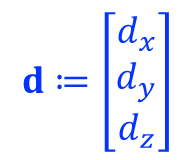 d := [d_x
d_y
d_z]